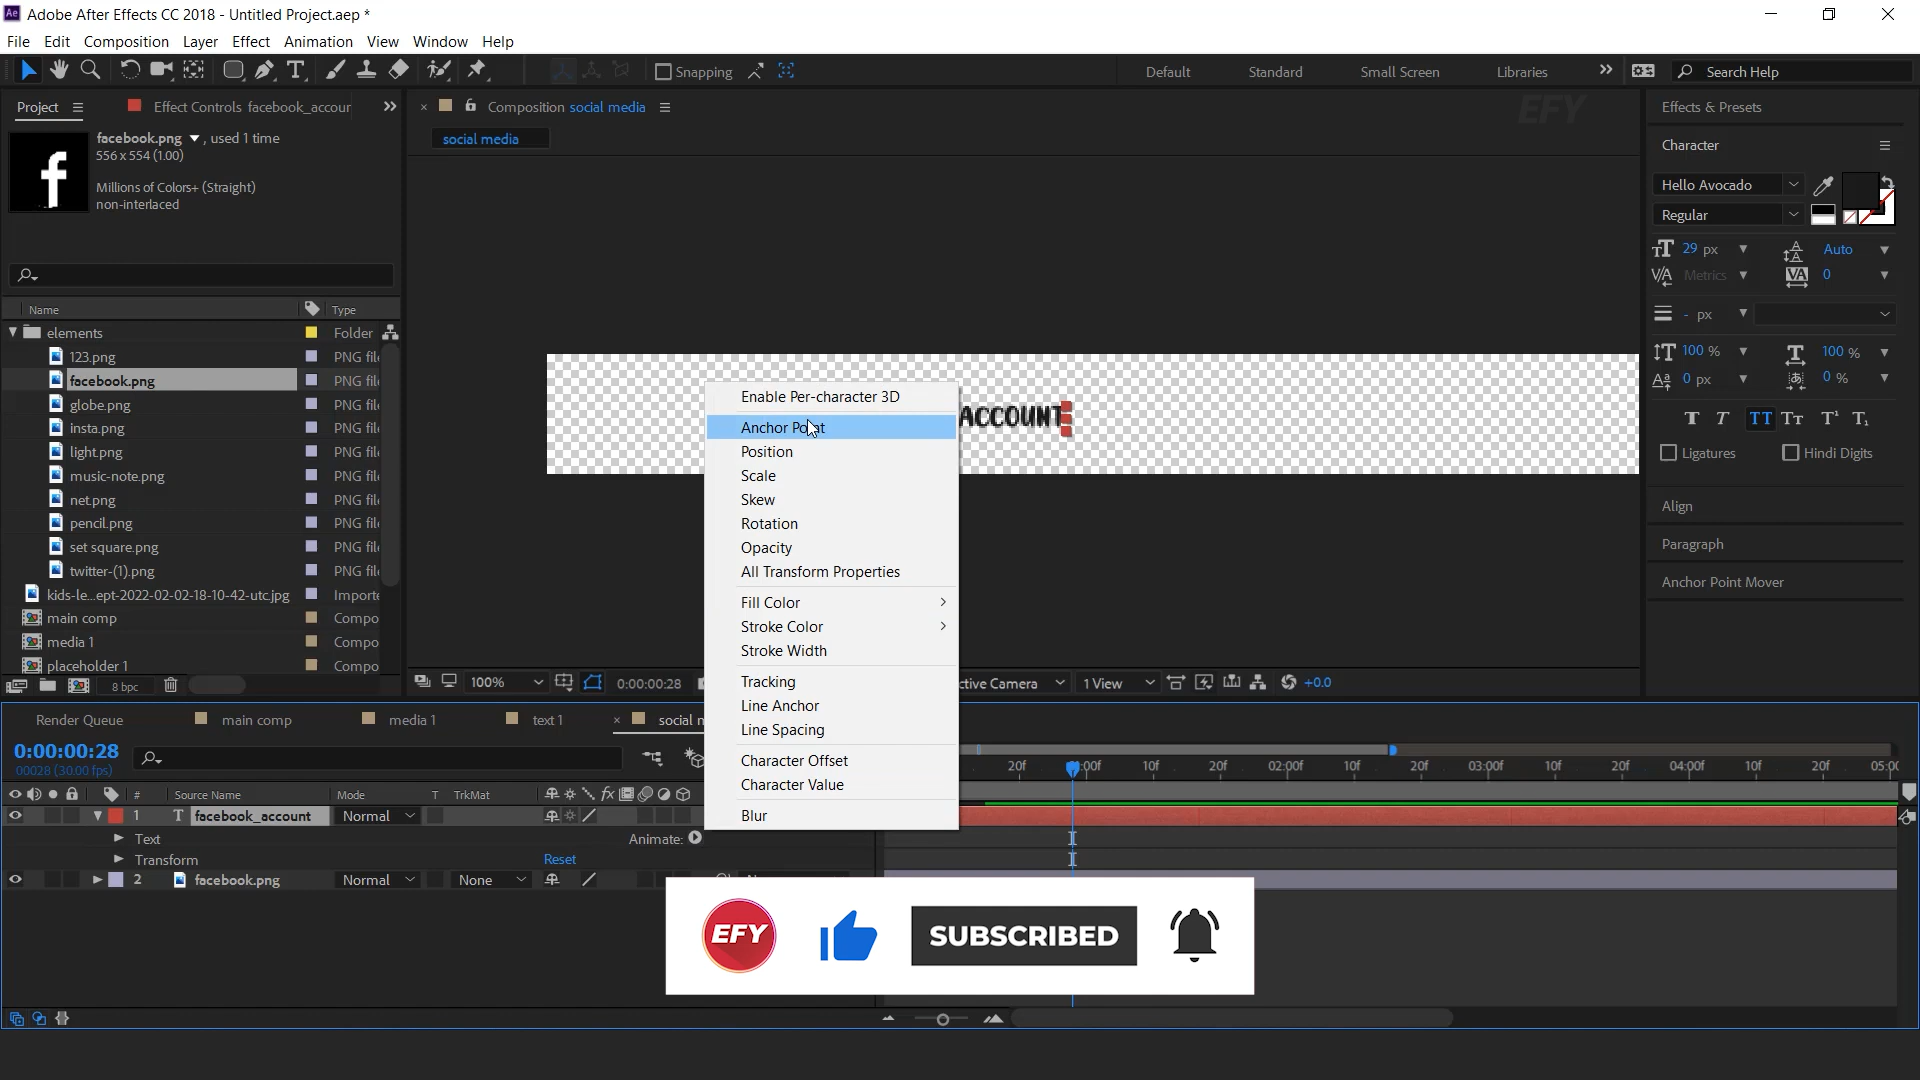 Ae Adobe After Effects CC 2018 - Untitled Project.aep *
File Edit Composition Layer Effect Animation View Window Help
Snapping Default Standard Small Screen Libraries Search Help
Project Effect Controls facebook_accour
Composition social media
EFY
social media
facebook.png , used 1 time
556 x 554 (1.00)
Millions of Colors+ (Straight)
non-interlaced
Name Type
elements Folder
123.png PNG fil
facebook.png PNG fil
globe.png PNG fil
insta.png PNG fil
light.png PNG fil
music-note.png PNG fil
net.png PNG fil
pencil.png PNG fil
set square.png PNG fil
twitter-(1).png PNG fil
kids-le...ept-2022-02-02-18-10-42-utc.jpg Importe
main comp Compo
media 1 Compo
placeholder 1 Compo
8 bpc
ACCOUNT
Enable Per-character 3D
Anchor Point
Position
Scale
Skew
Rotation
Opacity
All Transform Properties
Fill Color
Stroke Color
Stroke Width
Tracking
Line Anchor
Line Spacing
Character Offset
Character Value
Blur
100% 0:00:00:28 ctive Camera 1 View +0.0
Effects & Presets
Character
Hello Avocado
Regular
29 px Auto
Metrics 0
- px
100 % 100 %
0 px 0 %
Ligatures Hindi Digits
Align
Paragraph
Anchor Point Mover
Render Queue main comp media 1 text 1 social m
0:00:00:28
00028 (30.00 fps)
20f :00f 10f 20f 02:00f 10f 20f 03:00f 10f 20f 04:00f 10f 20f 05:00
# Source Name Mode T TrkMat
1 T facebook_account Normal
Text Animate:
Transform Reset
2 facebook.png Normal None
EFY SUBSCRIBED